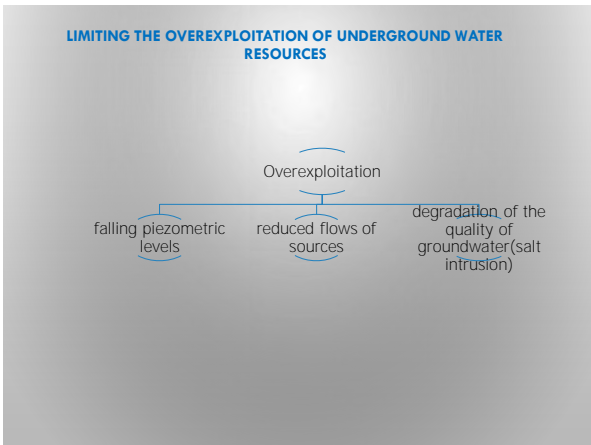 LIMITING THE OVEREXPLOITATION OF UNDERGROUND WATER
RESOURCES
Overexploitation
falling piezometric
levels
reduced flows of
sources
degradation of the
quality of
groundwater(salt
intrusion)